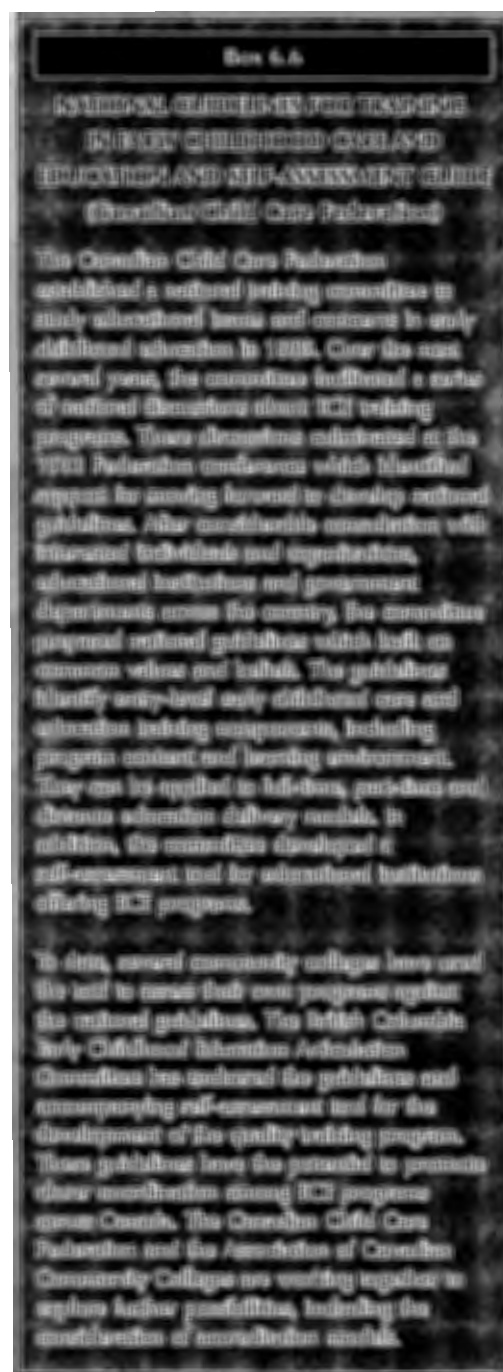 Box 6.6
NATIONAL GUIDELINES FOR TRAINING
IN EARLY CHILDHOOD CARE AND
EDUCATION AND SELF-ASSESSMENT GUIDE
(Canadian Child Care Federation)
The Canadian Child Care Federation
established a national training committee to
study educational issues and concerns in early
childhood education in Over the next
several years, the committee facilitated a series
of national discussions about ECE training
programs. These discussions culminated at the
Federation conference which identified
support for moving forward to develop national
guidelines. After considerable consultation with
interested individuals and organizations,
educational institutions and government
departments across the country, the committee
prepared national guidelines which built on
common values and beliefs. The guidelines
identify entry-level early childhood care and
education training components, including
program content and learning environment.
They can be applied to full-time, part-time and
distance education delivery models. In
addition, the committee developed a
self-assessment tool for educational institutions
offering ECE programs.
To date, several community colleges have used
the tool to assess their own programs against
the national guidelines. The British Columbia
Early Childhood Education Articulation
Committee has endorsed the guidelines and
accompanying self-assessment tool for the
development of the quality training program.
These guidelines have the potential to promote
closer coordination among ECE programs
across Canada. The Canadian Child Care
Federation and the Association of Canadian
Community Colleges are working together to
explore further possibilities, including the
consideration of accreditation models.